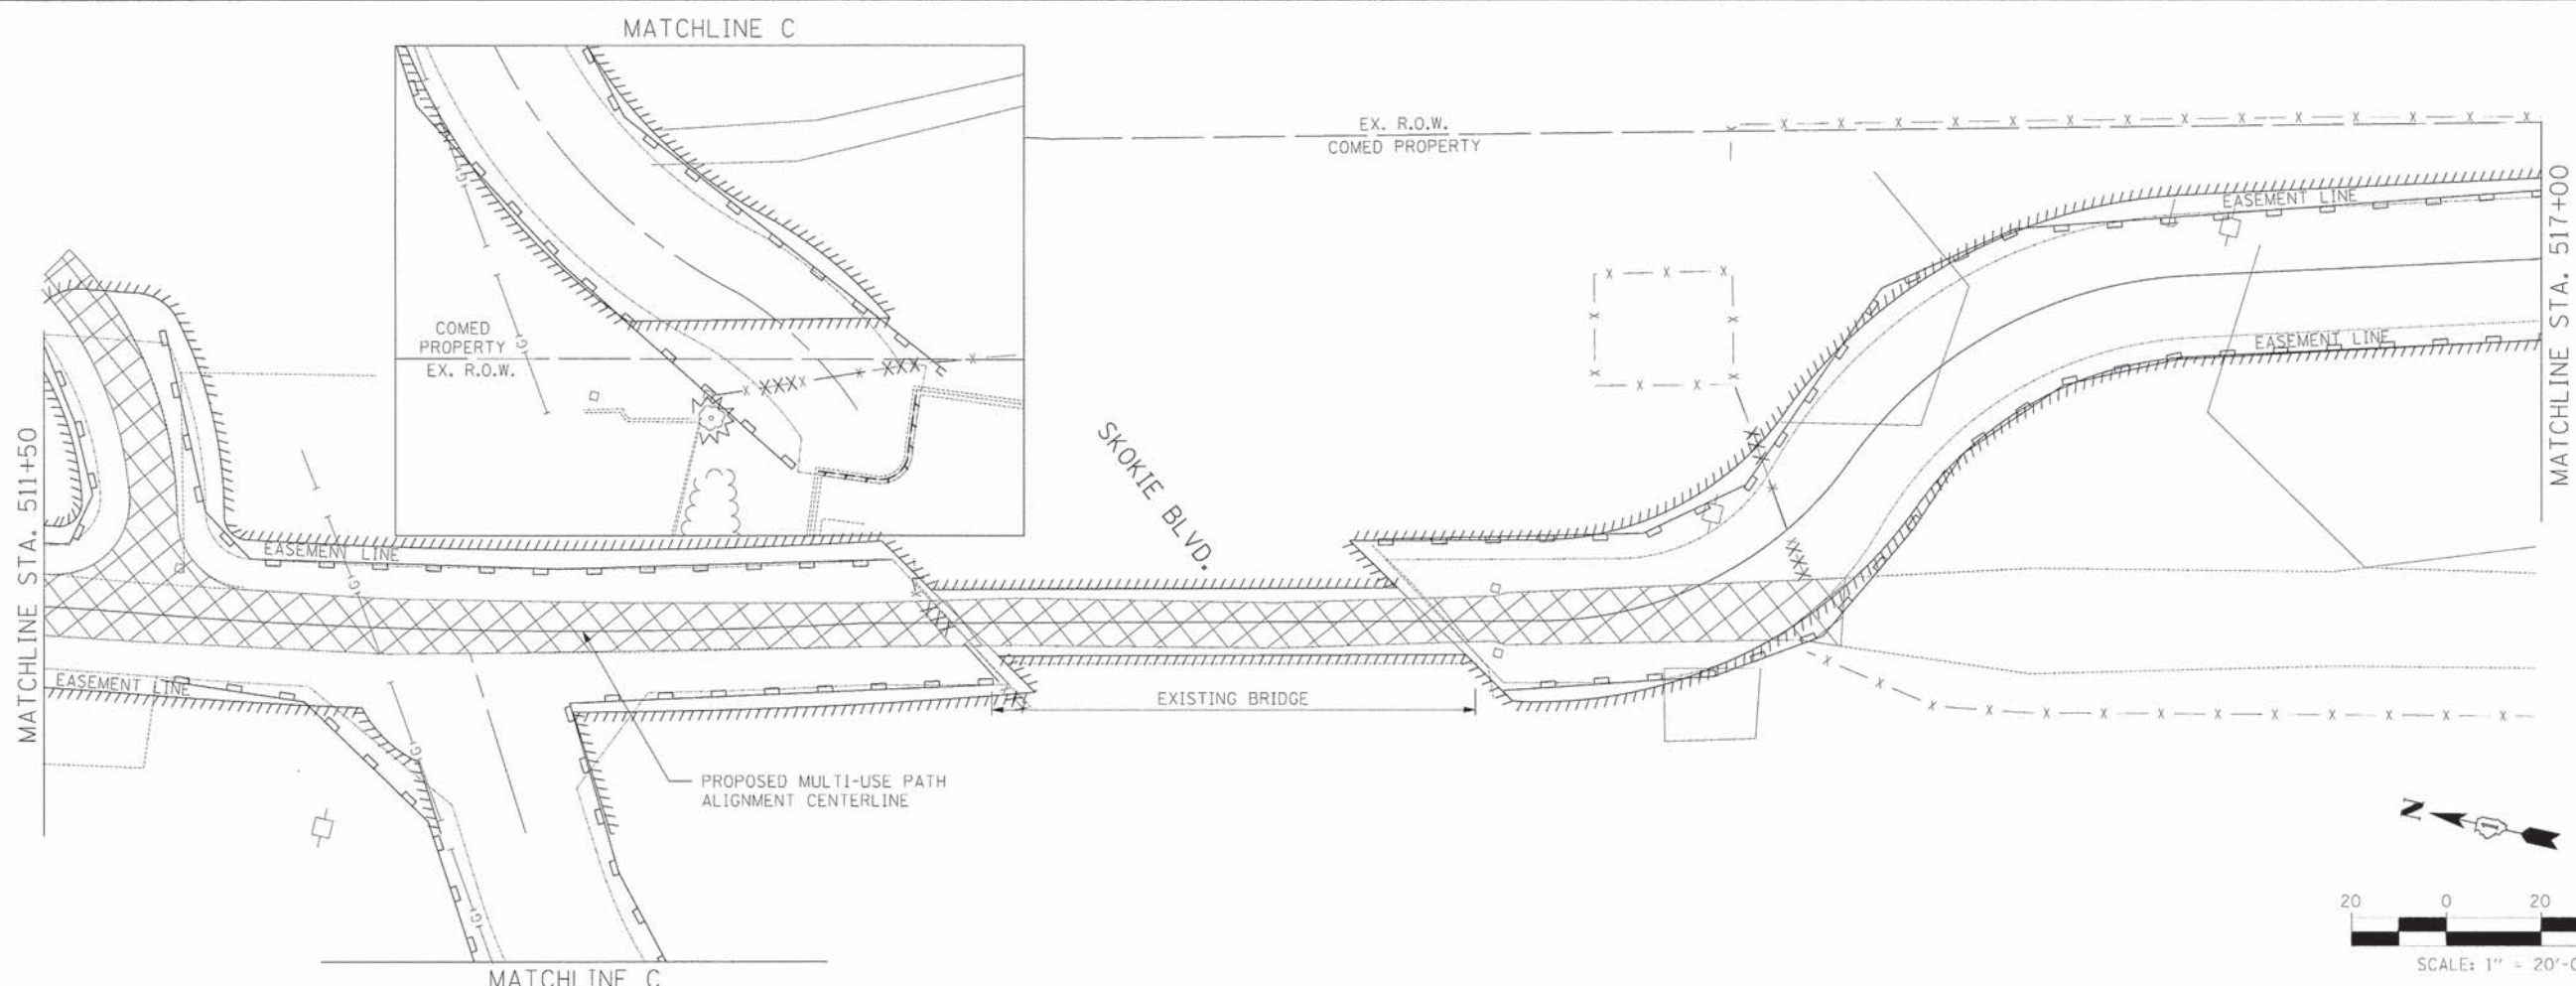 MATCHLINE C
EX. R.O.W.
COMED PROPERTY
EASEMENT LINE
EASEMENT LINE
MATCHLINE STA. 517+00
COMED
PROPERTY
EX. R.O.W.
G
G
SKOKIE BLVD.
MATCHLINE STA. 511+50
EASEMENT LINE
G
EASEMENT LINE
EXISTING BRIDGE
G
PROPOSED MULTI-USE PATH
ALIGNMENT CENTERLINE
N
G
20 0 20
MATCHLINE C